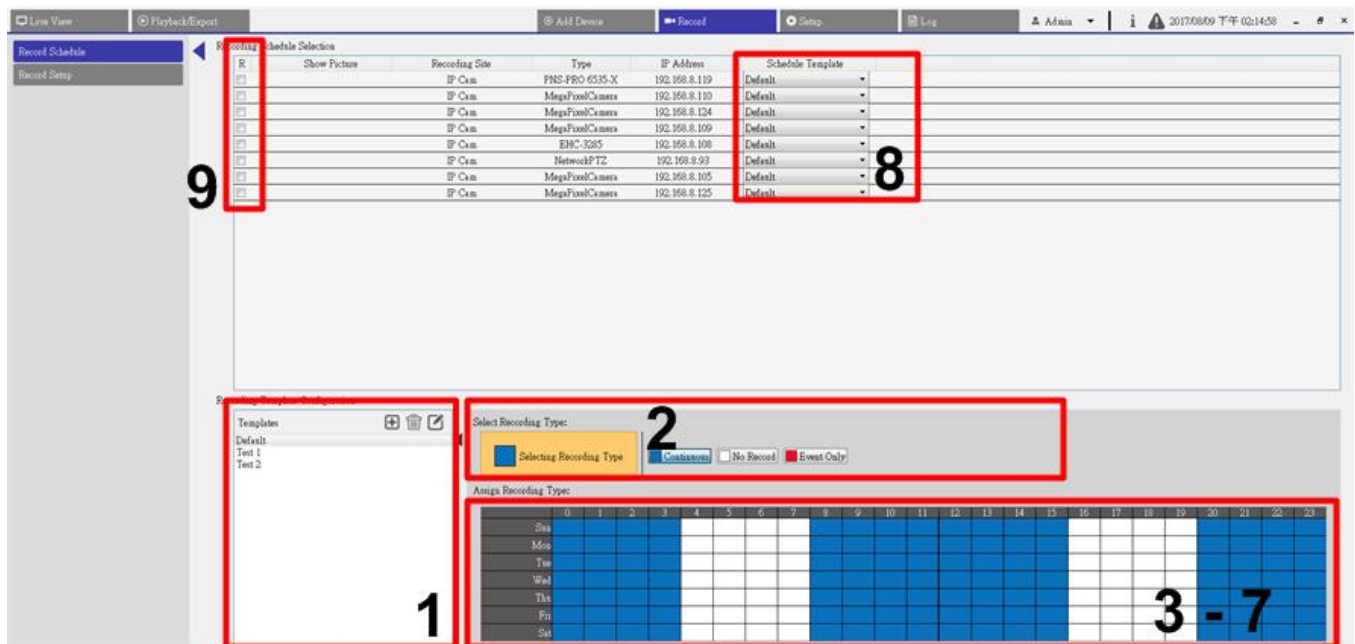 Live View Playback/Export Add Device Record Setup Log Admin i 2017/08/09 下午 02:14:58
Record Schedule
Record Setup
Recording Schedule Selection
R Show Picture Recording Site Type IP Address Schedule Template
IP Cam PNS-PRO 6535-X 192.168.8.119 Default
IP Cam MegaPixelCamera 192.168.8.110 Default
IP Cam MegaPixelCamera 192.168.8.124 Default
IP Cam MegaPixelCamera 192.168.8.109 Default
IP Cam EHC-3285 192.168.8.108 Default
IP Cam NetworkPTZ 192.168.8.93 Default
IP Cam MegaPixelCamera 192.168.8.105 Default
IP Cam MegaPixelCamera 192.168.8.125 Default
9
8
Recording Template Configuration
Templates
Default
Test 1
Test 2
1
Select Recording Type:
2
Selecting Recording Type Continuous No Record Event Only
Assign Recording Type:
0 1 2 3 4 5 6 7 8 9 10 11 12 13 14 15 16 17 18 19 20 21 22 23
Sun
Mon
Tue
Wed
Thu
Fri
Sat
3 - 7